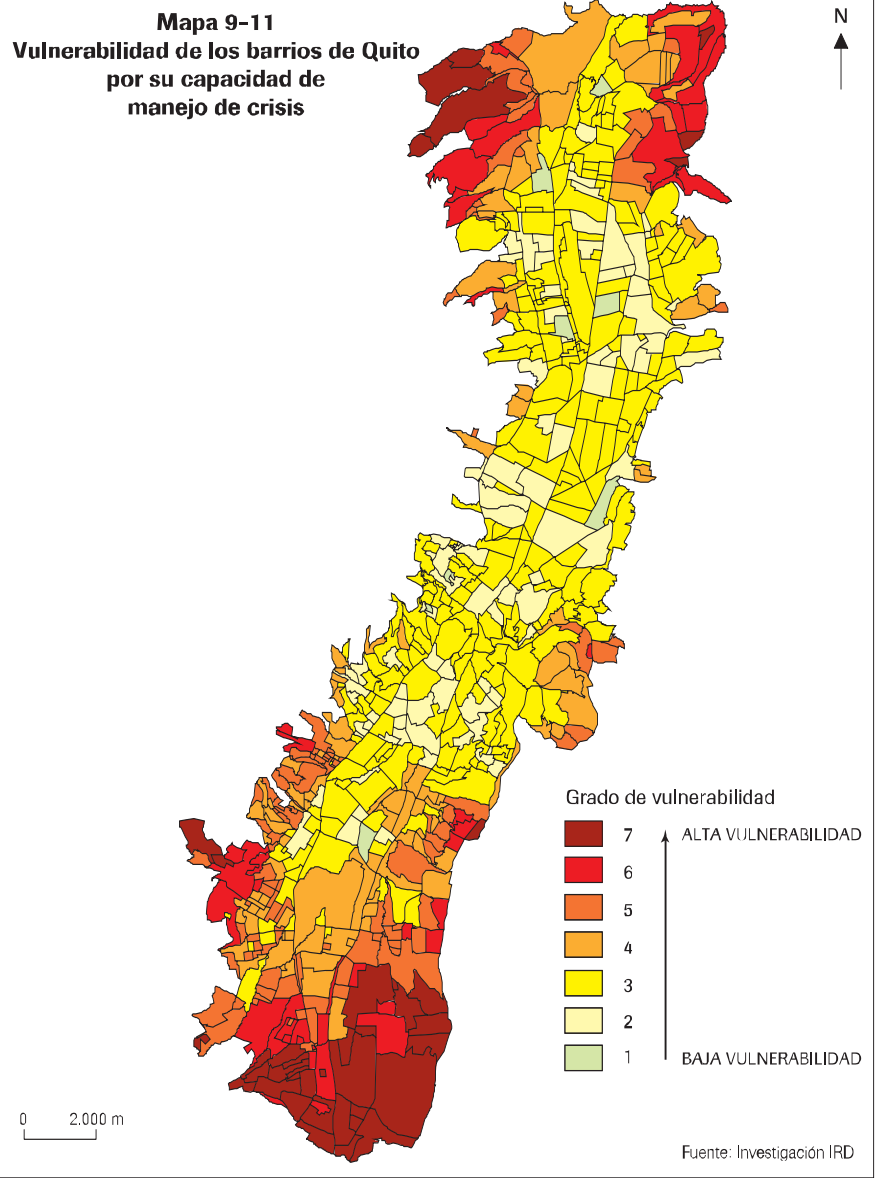 Mapa 9-11
Vulnerabilidad de los barrios de Quito
por su capacidad de
manejo de crisis
N
Grado de vulnerabilidad
7 ALTA VULNERABILIDAD
6
5
4
3
2
1 BAJA VULNERABILIDAD
0 2.000 m
Fuente: Investigación IRD